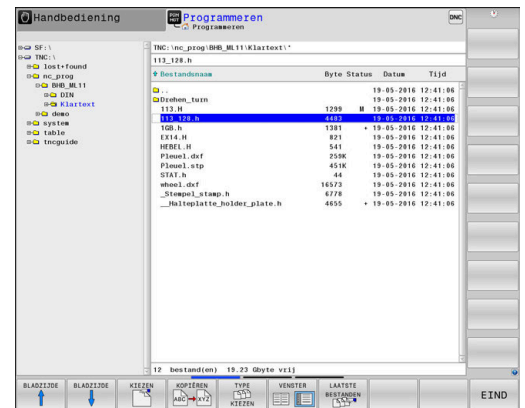 Handbediening
PGM MGT Programmeren
Programmeren
DNC
SF:\
TNC:\
lost+found
nc_prog
BHB_ML11
DIN
Klartext
demo
system
table
tncguide
TNC:\nc_prog\BHB_ML11\Klartext\*
113_128.h
Bestandsnaam Byte Status Datum Tijd
.. 19-05-2016 12:41:06
Drehen_turn 19-05-2016 12:41:06
113.H 1299 M 19-05-2016 12:41:06
113_128.h 4483 19-05-2016 12:41:06
1GB.h 1381 + 19-05-2016 12:41:06
EX14.H 821 19-05-2016 12:41:06
HEBEL.H 541 19-05-2016 12:41:06
Pleuel.dxf 259K 19-05-2016 12:41:06
Pleuel.stp 451K 19-05-2016 12:41:06
STAT.h 44 19-05-2016 12:41:06
wheel.dxf 16573 19-05-2016 12:41:06
_Stempel_stamp.h 6778 19-05-2016 12:41:06
__Halteplatte_holder_plate.h 4655 + 19-05-2016 12:41:06
12 bestand(en) 19.23 Gbyte vrij
BLADZIJDE BLADZIJDE KIEZEN KOPIËREN TYPE VENSTER LAATSTE
ABC XYZ KIEZEN BESTANDEN EIND